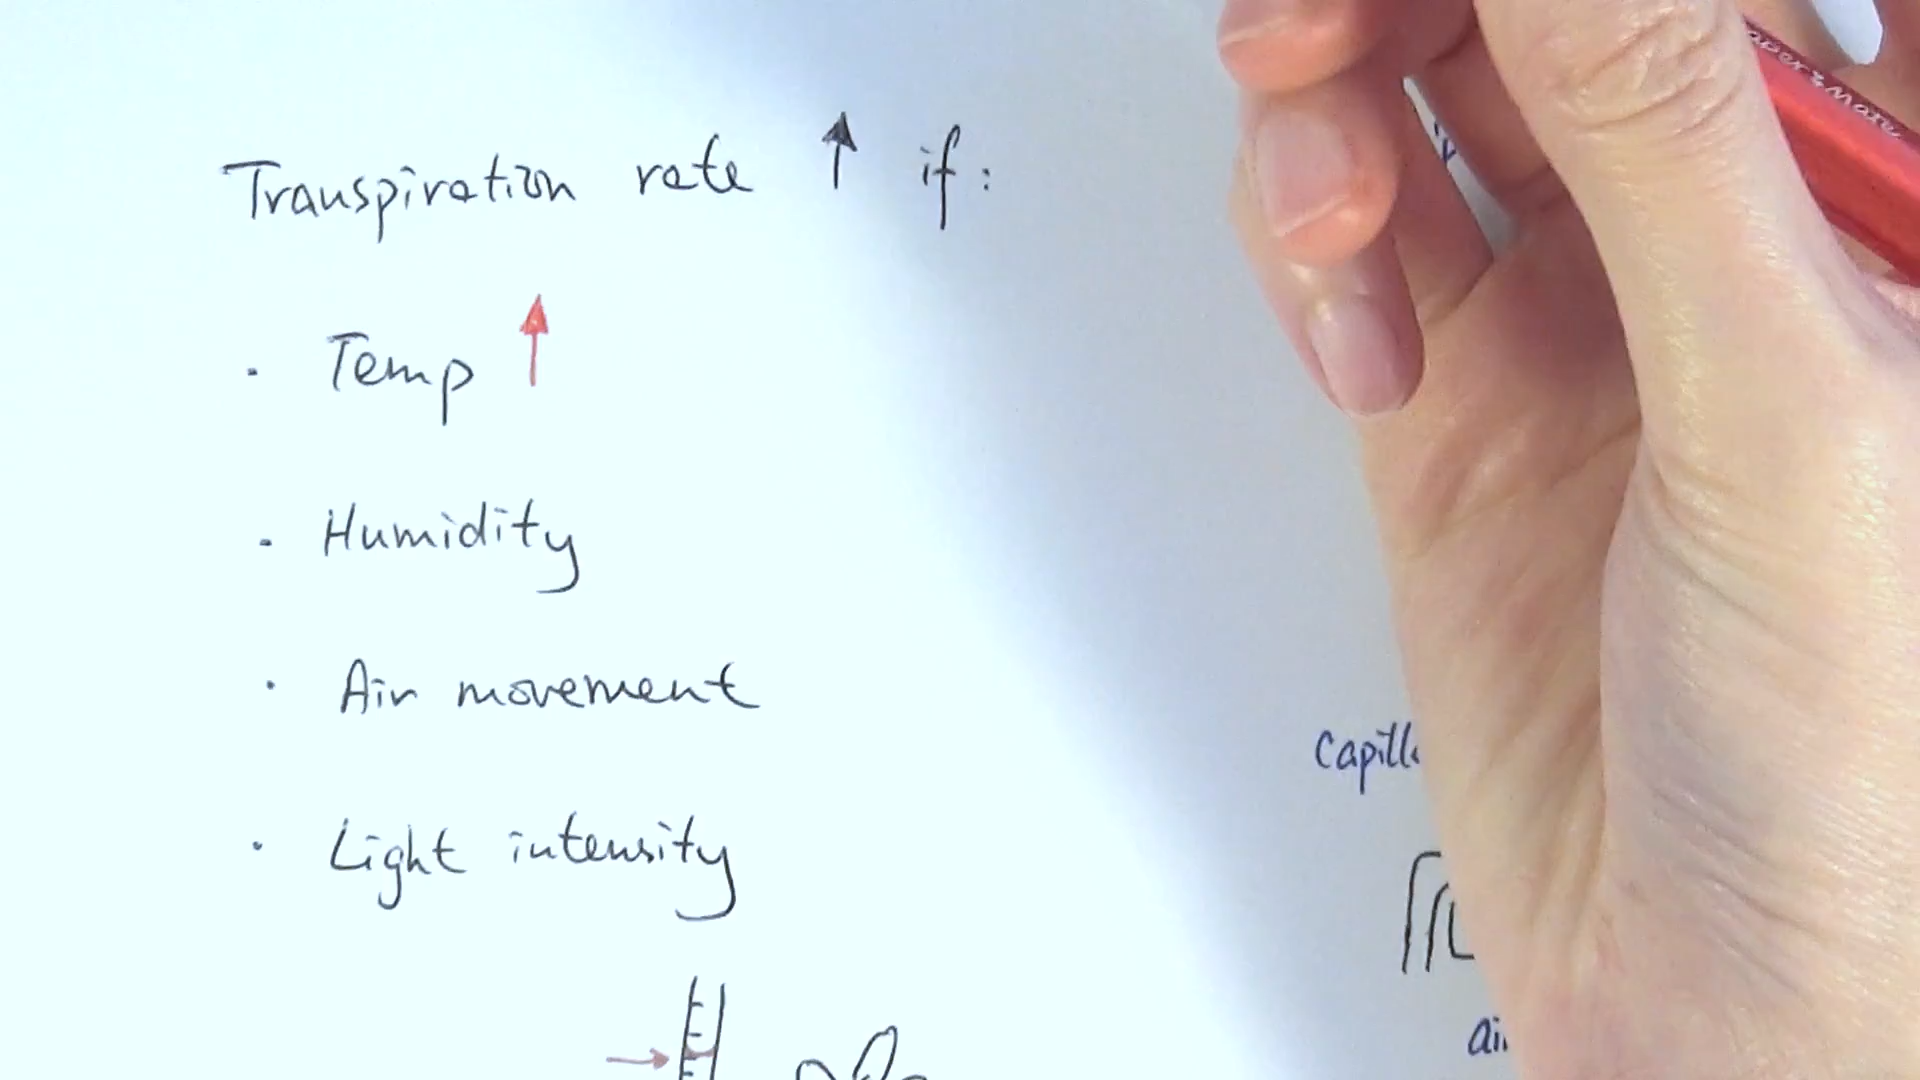 Transpiration rate ↑ if:
· Temp ↑
· Humidity
· Air movement
· Light intensity